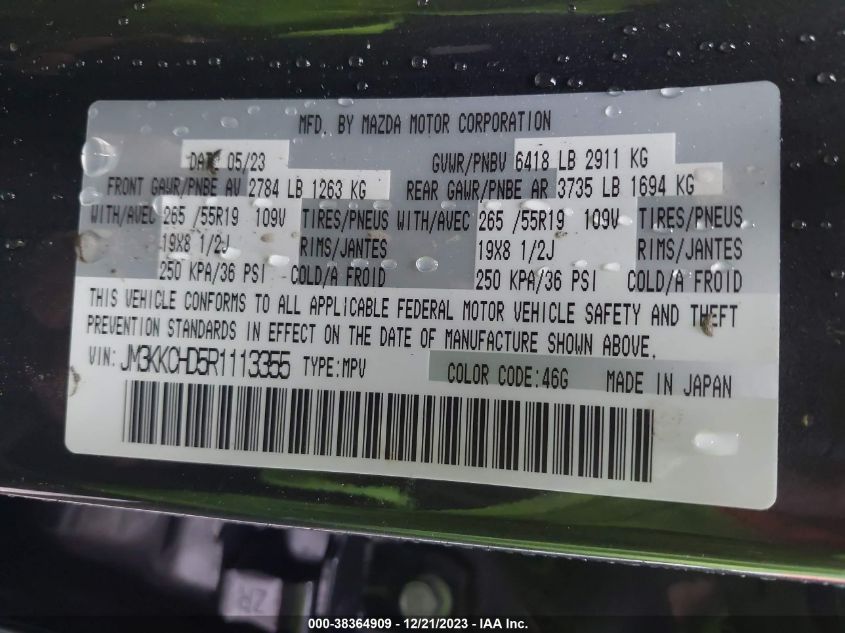 MFD. BY MAZDA MOTOR CORPORATION
DATE 05/23 GVWR/PNBV 6418 LB 2911 KG
FRONT GAWR/PNBE AV 2784 LB 1263 KG REAR GAWR/PNBE AR 3735 LB 1694 KG
WITH/AVEC 265 /55R19 109V TIRES/PNEUS WITH/AVEC 265 /55R19 109V TIRES/PNEUS
19X8 1/2J RIMS/JANTES 19X8 1/2J RIMS/JANTES
250 KPA/36 PSI COLD/A FROID 250 KPA/36 PSI COLD/A FROID
THIS VEHICLE CONFORMS TO ALL APPLICABLE FEDERAL MOTOR VEHICLE SAFETY AND THEFT
PREVENTION STANDARDS IN EFFECT ON THE DATE OF MANUFACTURE SHOWN ABOVE.
VIN: JM3KKCHD5R1113355 TYPE:MPV COLOR CODE:46G MADE IN JAPAN
ZR
000-38364909 - 12/21/2023 - IAA Inc.